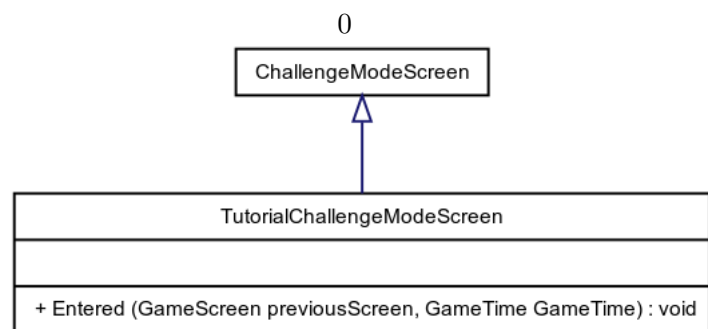 0
ChallengeModeScreen
TutorialChallengeModeScreen
+ Entered (GameScreen previousScreen, GameTime GameTime) : void